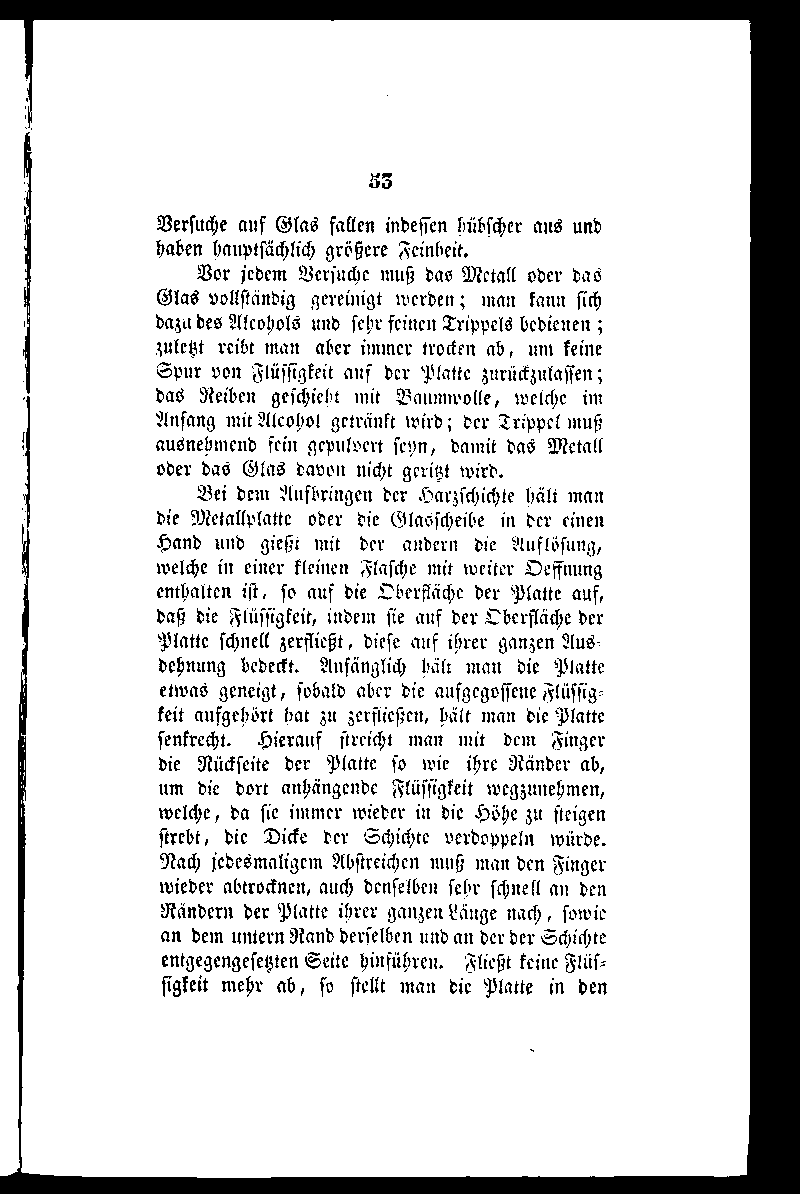 53
Versuche auf Glas fallen indessen hübscher aus und
haben hauptsächlich größere Feinheit.
Vor jedem Versuche muß das Metall oder das
Glas vollständig gereinigt werden; man kann sich
dazu des Alcohols und sehr feinen Trippels bedienen;
zuletzt reibt man aber immer trocken ab, um keine
Spur von Flüssigkeit auf der Platte zurückzulassen;
das Reiben geschieht mit Baumwolle, welche im
Anfang mit Alcohol getränkt wird; der Trippel muß
ausnehmend fein gepulvert seyn, damit das Metall
oder das Glas davon nicht geritzt wird.
Bei dem Aufbringen der Harzschichte hält man
die Metallplatte oder die Glasscheibe in der einen
Hand und gießt mit der andern die Auflösung,
welche in einer kleinen Flasche mit weiter Oeffnung
enthalten ist, so auf die Oberfläche der Platte auf,
daß die Flüssigkeit, indem sie auf der Oberfläche der
Platte schnell zerfließt, diese auf ihrer ganzen Aus-
dehnung bedeckt. Anfänglich hält man die Platte
etwas geneigt, sobald aber die aufgegossene Flüssig-
keit aufgehört hat zu zerfließen, hält man die Platte
senkrecht. Hierauf streicht man mit dem Finger
die Rückseite der Platte so wie ihre Ränder ab,
um die dort anhängende Flüssigkeit wegzunehmen,
welche, da sie immer wieder in die Höhe zu steigen
strebt, die Dicke der Schichte verdoppeln würde.
Nach jedesmaligem Abstreichen muß man den Finger
wieder abtrocknen, auch denselben sehr schnell an den
Rändern der Platte ihrer ganzen Länge nach, sowie
an dem untern Rand derselben und an der der Schichte
entgegengesetzten Seite hinführen. Fließt keine Flüs-
sigkeit mehr ab, so stellt man die Platte in den